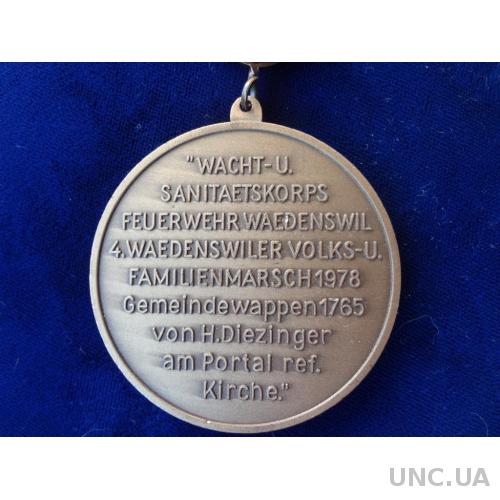 "WACHT-U.
SANITAETSKORPS
FEUERWEHR WAEDENSWIL
4. WAEDENSWILER VOLKS-U.
FAMILIENMARSCH 1978
Gemeindewappen 1765
von H. Diezinger
am Portal ref.
Kirche."
UNC.UA